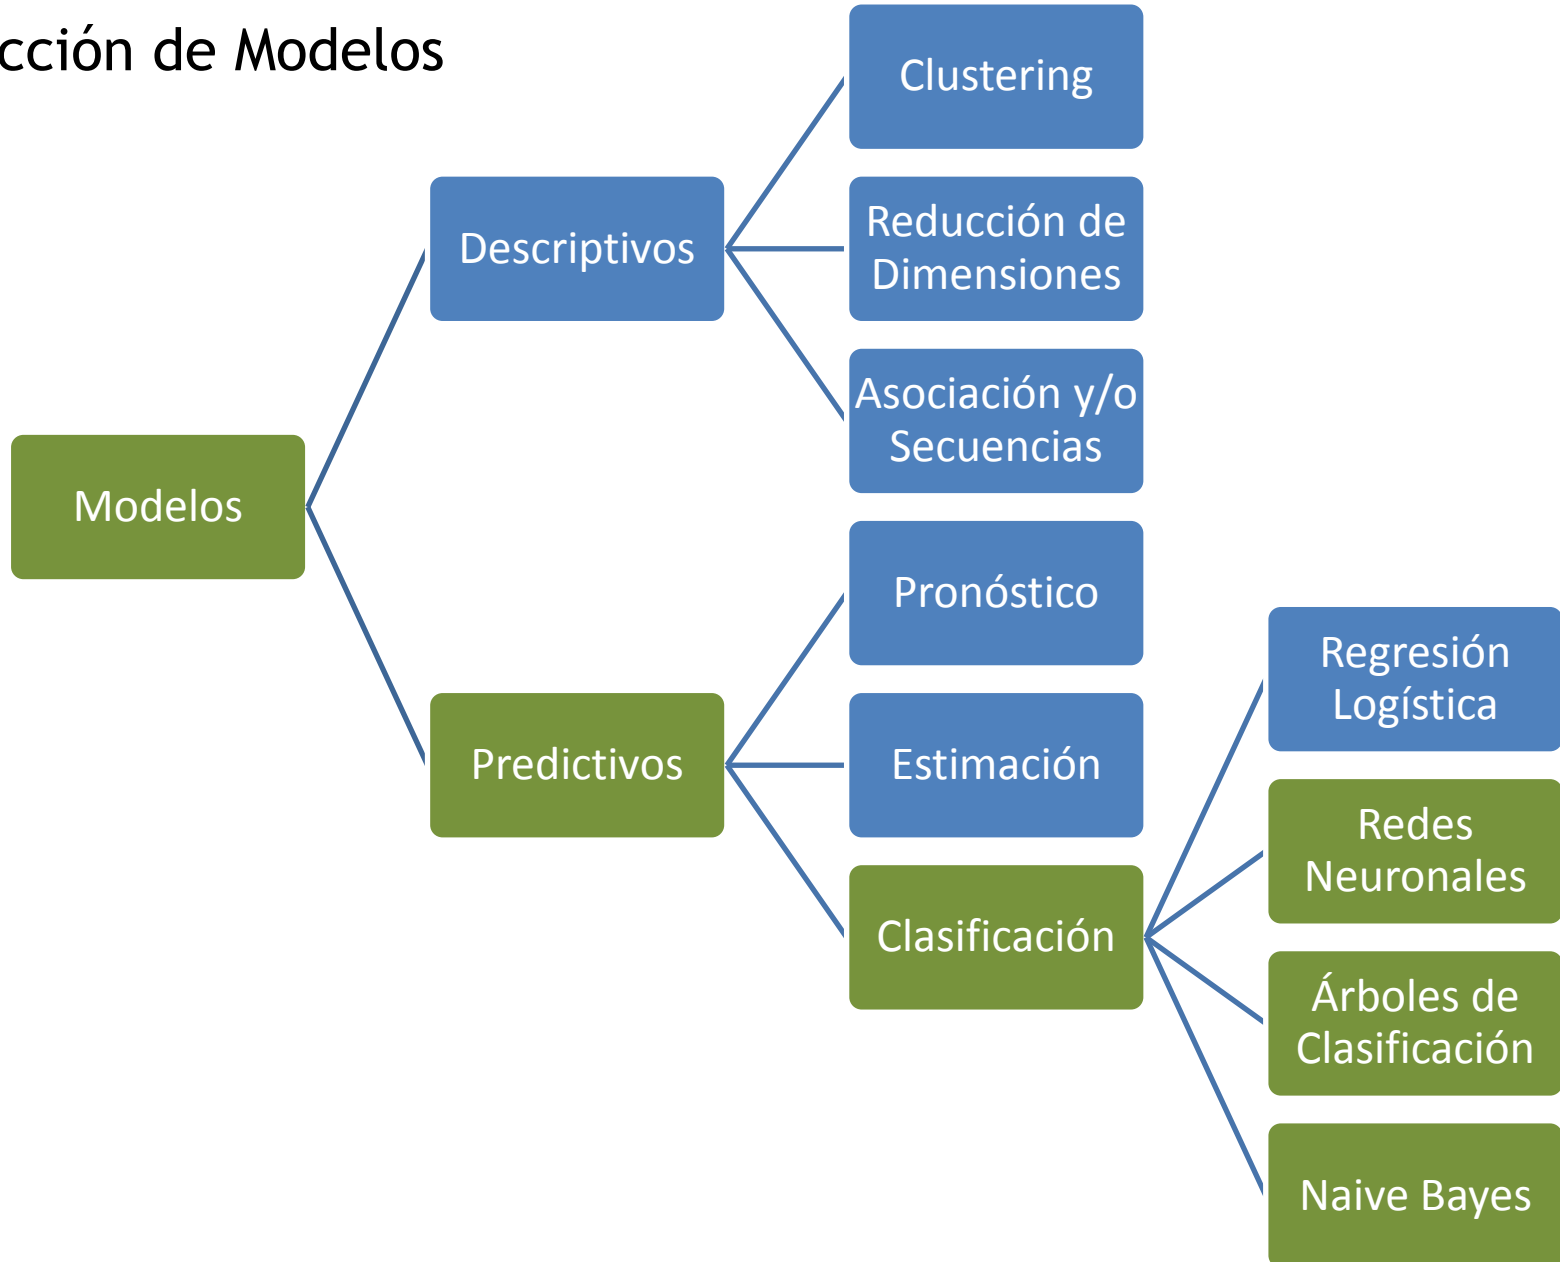 cción de Modelos
Clustering
Descriptivos
Reducción de
Dimensiones
Asociación y/o
Secuencias
Modelos
Pronóstico
Predictivos
Estimación
Clasificación
Regresión
Logística
Redes
Neuronales
Árboles de
Clasificación
Naive Bayes